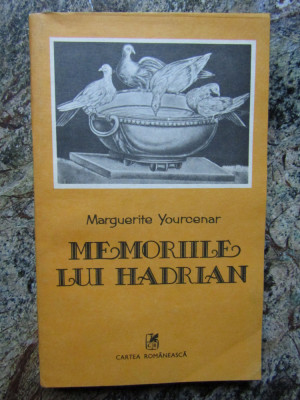 Marguerite Yourcenar
MEMORIILE
LUI HADRIAN
CARTEA ROMÂNEASCĂ